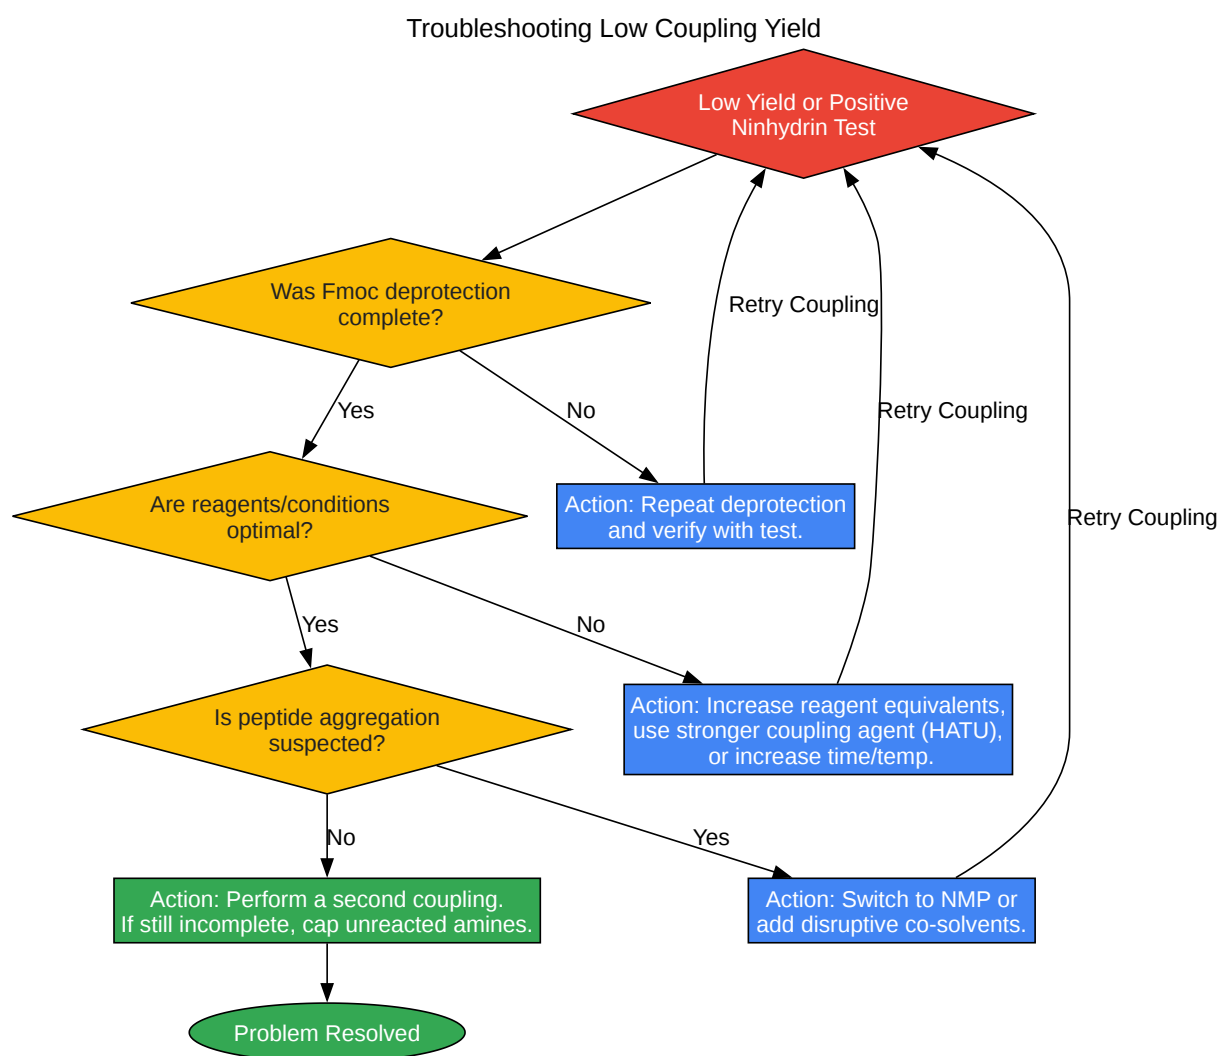 Troubleshooting Low Coupling Yield
Low Yield or Positive
Ninhydrin Test
Was Fmoc deprotection
complete?
Retry Coupling
Yes
No
Retry Coupling
Are reagents/conditions
optimal?
Action: Repeat deprotection
and verify with test.
Retry Coupling
Yes
No
Is peptide aggregation
suspected?
Action: Increase reagent equivalents,
use stronger coupling agent (HATU),
or increase time/temp.
No
Yes
Action: Perform a second coupling.
If still incomplete, cap unreacted amines.
Action: Switch to NMP or
add disruptive co-solvents.
Problem Resolved